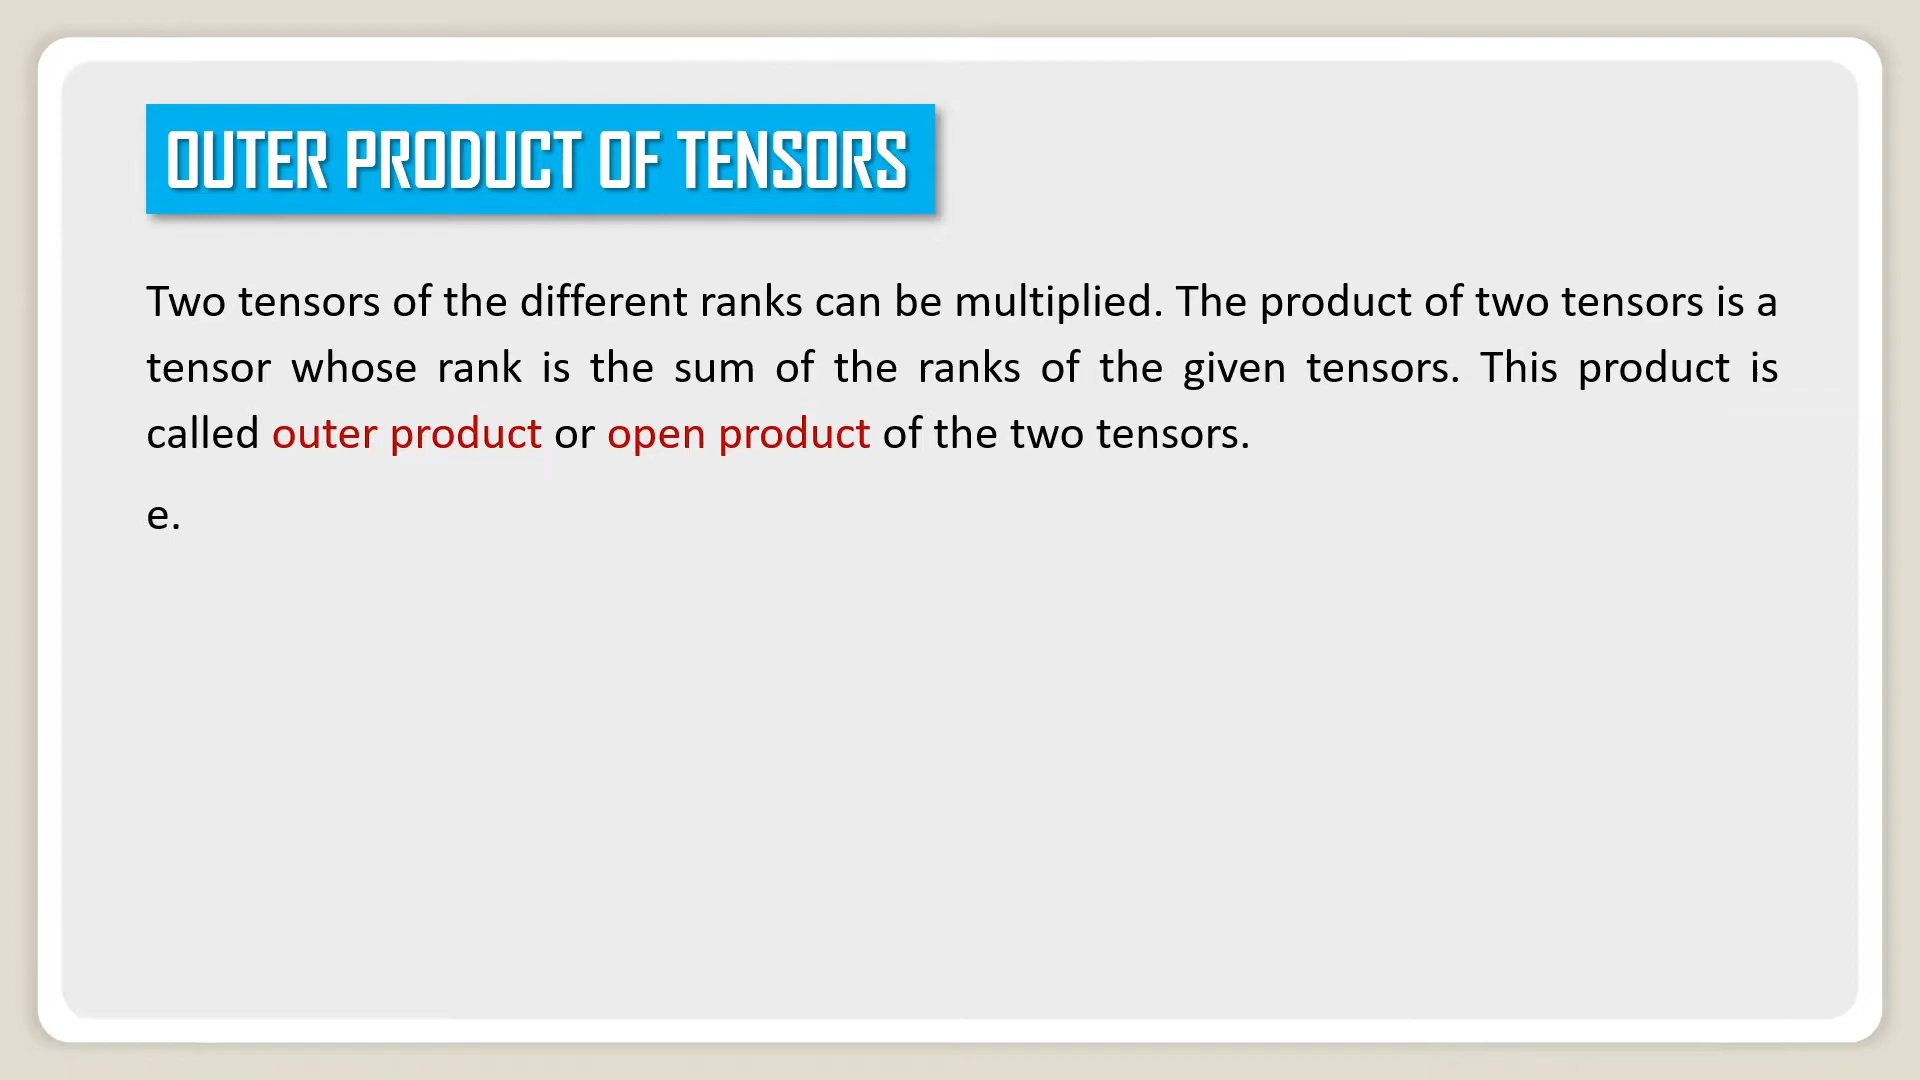 OUTER PRODUCT OF TENSORS
Two tensors of the different ranks can be multiplied. The product of two tensors is a
tensor whose rank is the sum of the ranks of the given tensors. This product is
called outer product or open product of the two tensors.
e.